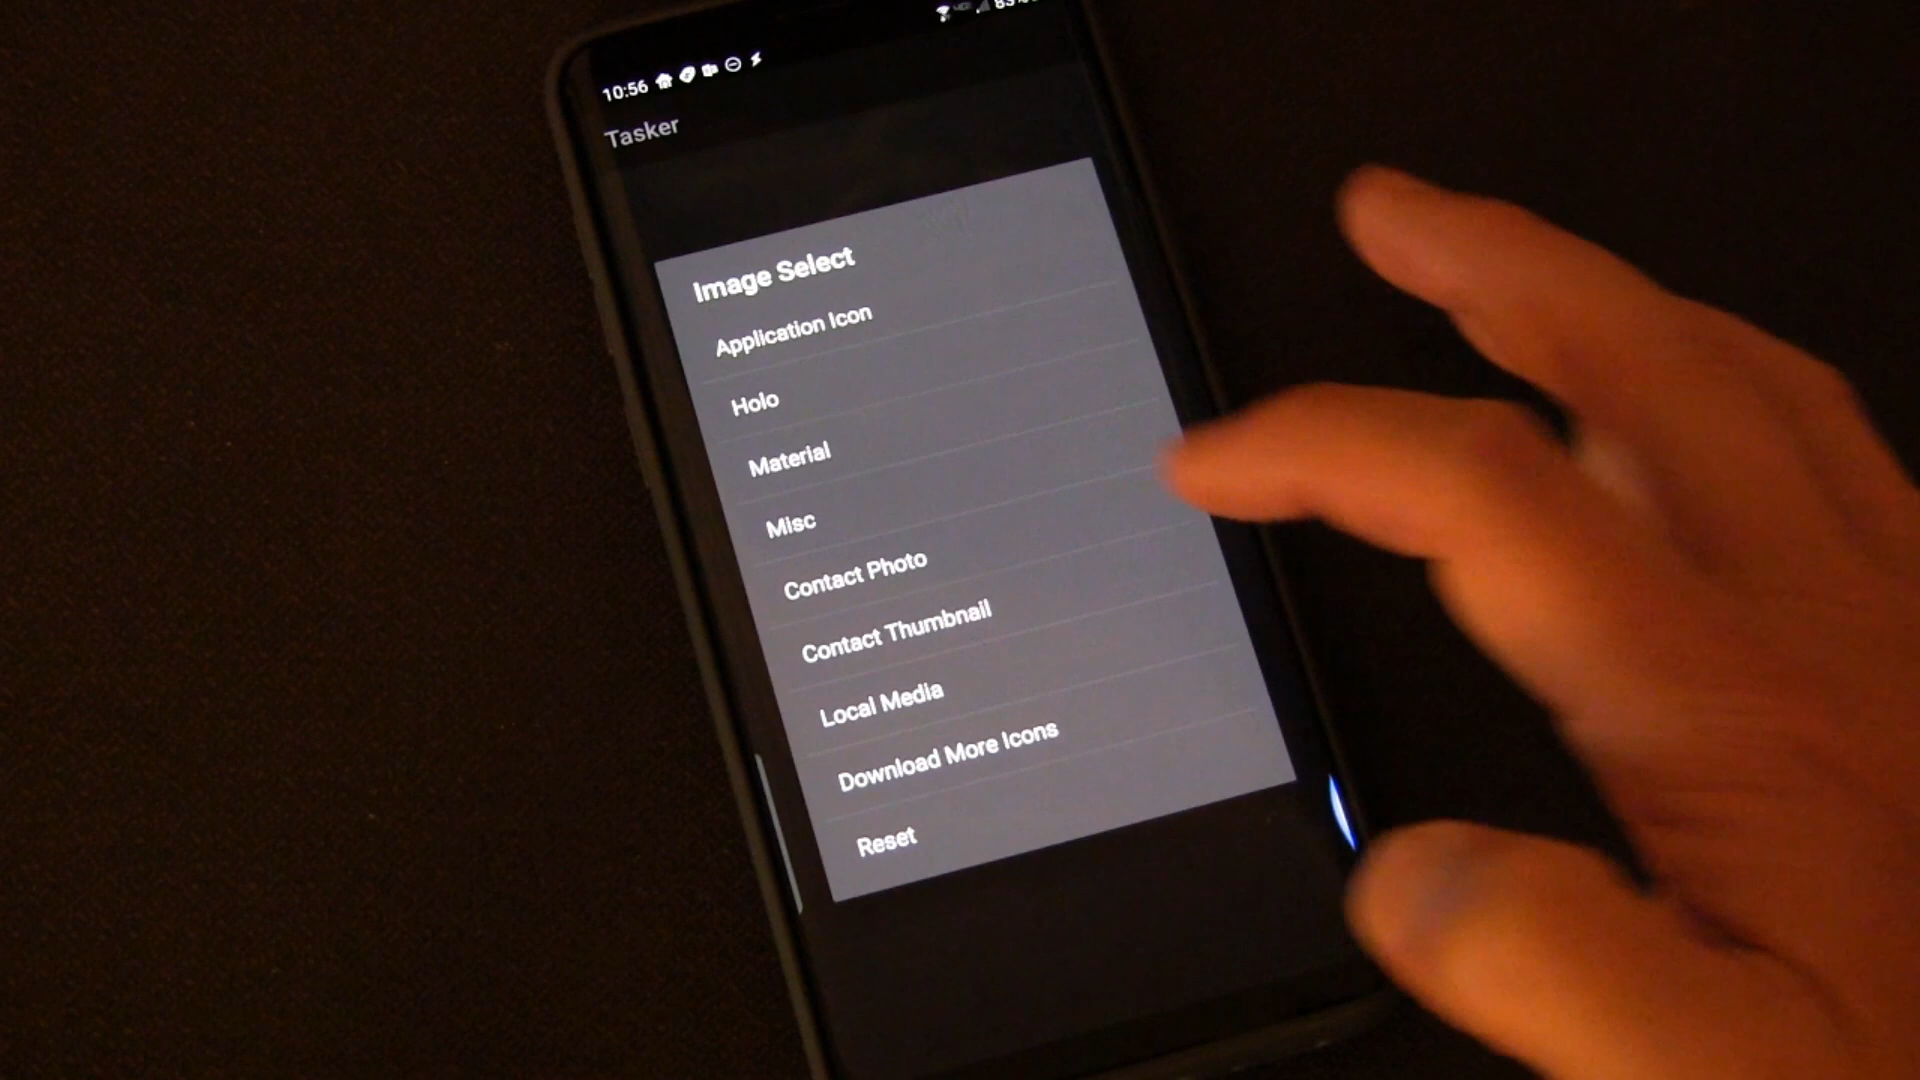 10:56
Tasker
Image Select
Application Icon
Holo
Material
Misc
Contact Photo
Contact Thumbnail
Local Media
Download More Icons
Reset